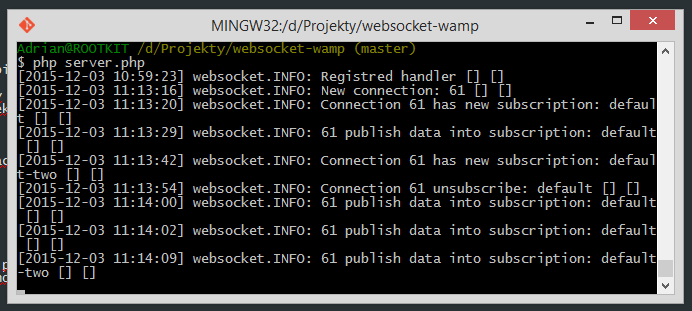 MINGW32:/d/Projekty/websocket-wamp
Adrian@ROOTKIT /d/Projekty/websocket-wamp (master)
$ php server.php
[2015-12-03 10:59:23] websocket.INFO: Registred handler [] []
[2015-12-03 11:13:16] websocket.INFO: New connection: 61 [] []
[2015-12-03 11:13:20] websocket.INFO: Connection 61 has new subscription: defaul
t [] []
[2015-12-03 11:13:29] websocket.INFO: 61 publish data into subscription: default
 [] []
[2015-12-03 11:13:42] websocket.INFO: Connection 61 has new subscription: defaul
t-two [] []
[2015-12-03 11:13:54] websocket.INFO: Connection 61 unsubscribe: default [] []
[2015-12-03 11:14:00] websocket.INFO: 61 publish data into subscription: default
 [] []
[2015-12-03 11:14:02] websocket.INFO: 61 publish data into subscription: default
 [] []
[2015-12-03 11:14:09] websocket.INFO: 61 publish data into subscription: default
-two [] []